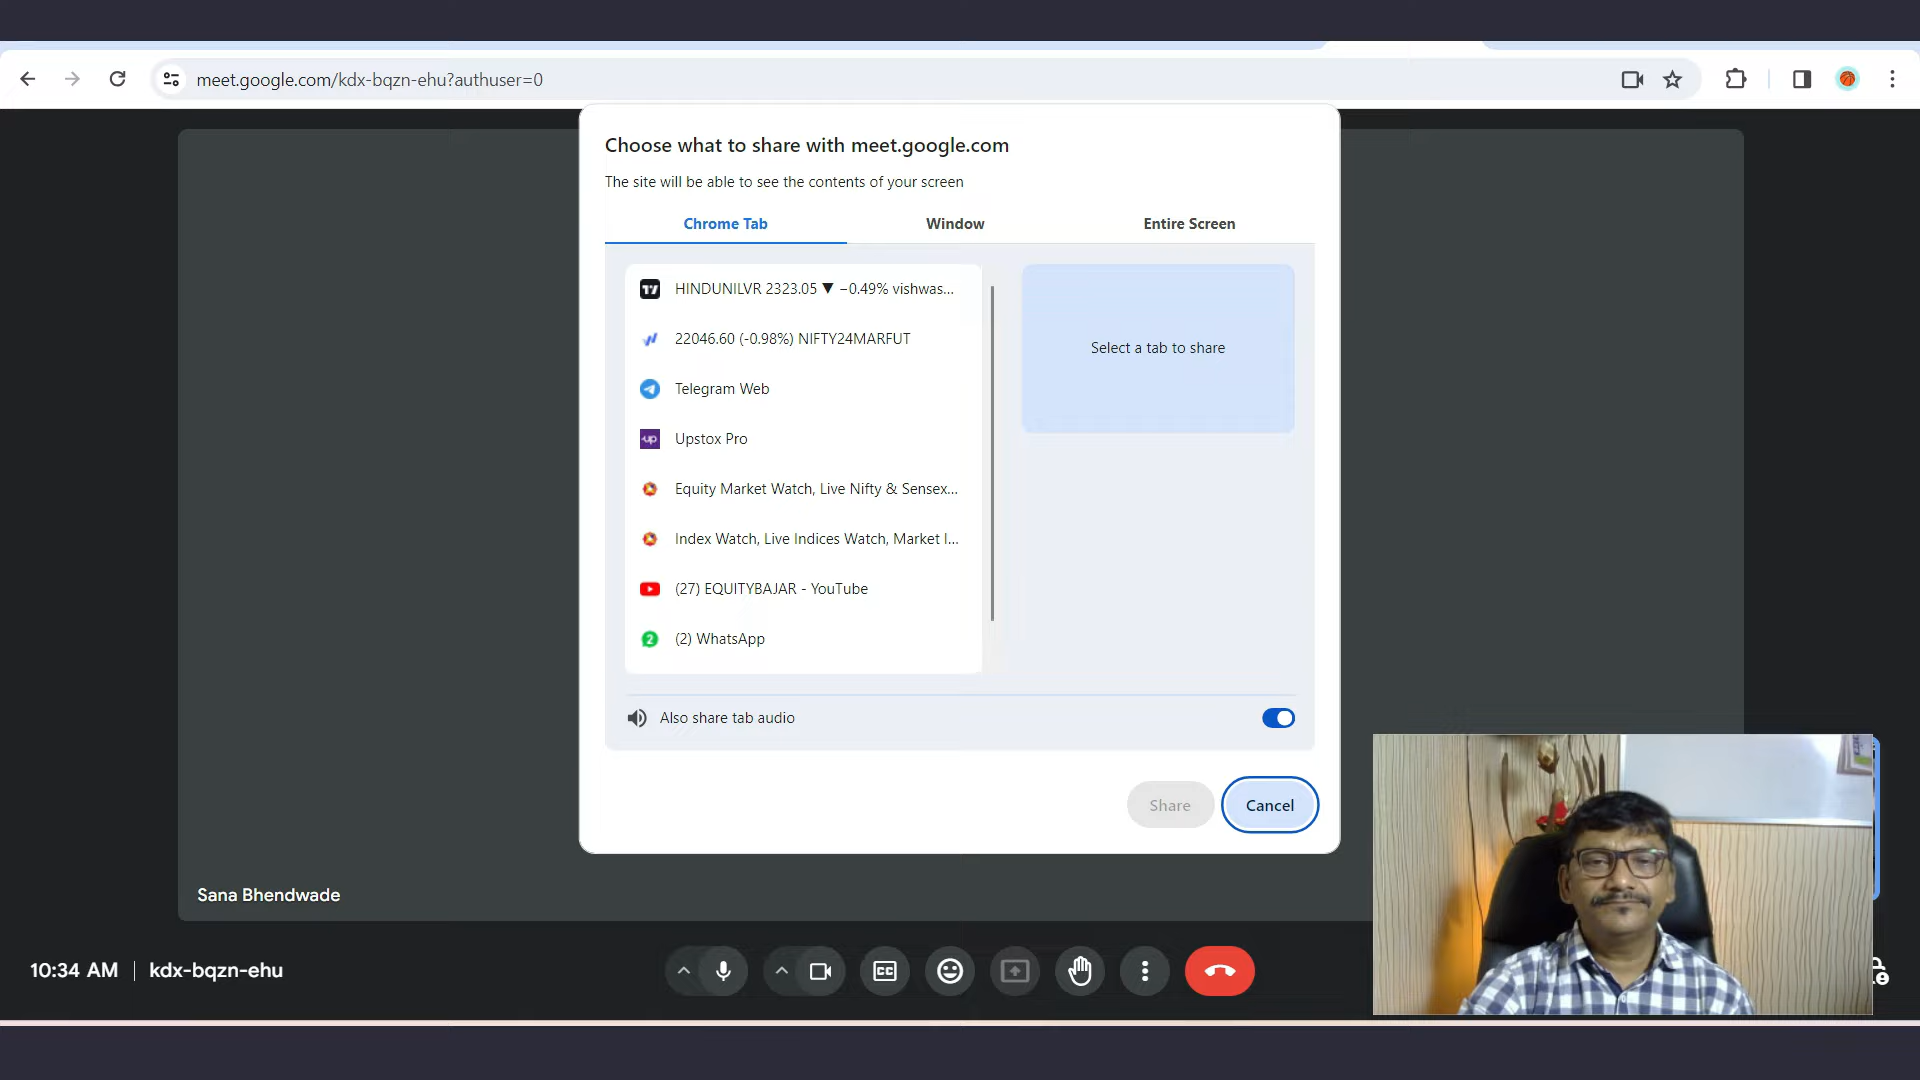 meet.google.com/kdx-bqzn-ehu?authuser=0
Choose what to share with meet.google.com
The site will be able to see the contents of your screen
Chrome Tab
Window
Entire Screen
HINDUNILVR 2323.05 ▼ −0.49% vishwas...
22046.60 (-0.98%) NIFTY24MARFUT
Telegram Web
up Upstox Pro
Equity Market Watch, Live Nifty & Sensex...
Index Watch, Live Indices Watch, Market I...
(27) EQUITYBAJAR - YouTube
2 (2) WhatsApp
Select a tab to share
Also share tab audio
Share
Cancel
Sana Bhendwade
10:34 AM | kdx-bqzn-ehu
CC